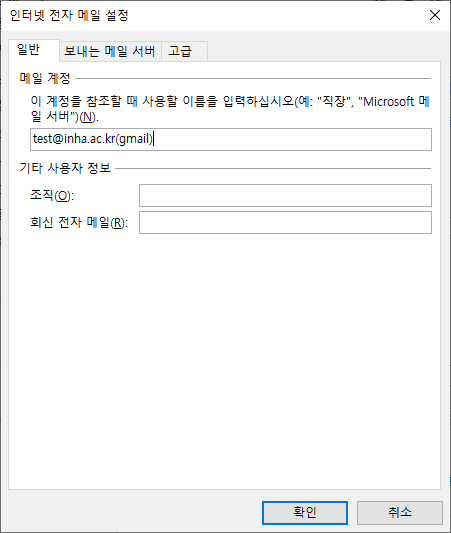 인터넷 전자 메일 설정
일반 보내는 메일 서버 고급
메일 계정
이 계정을 참조할 때 사용할 이름을 입력하십시오(예: "직장", "Microsoft 메
일 서버")(N).
test@inha.ac.kr(gmail)
기타 사용자 정보
조직(O):
회신 전자 메일(R):
확인 취소